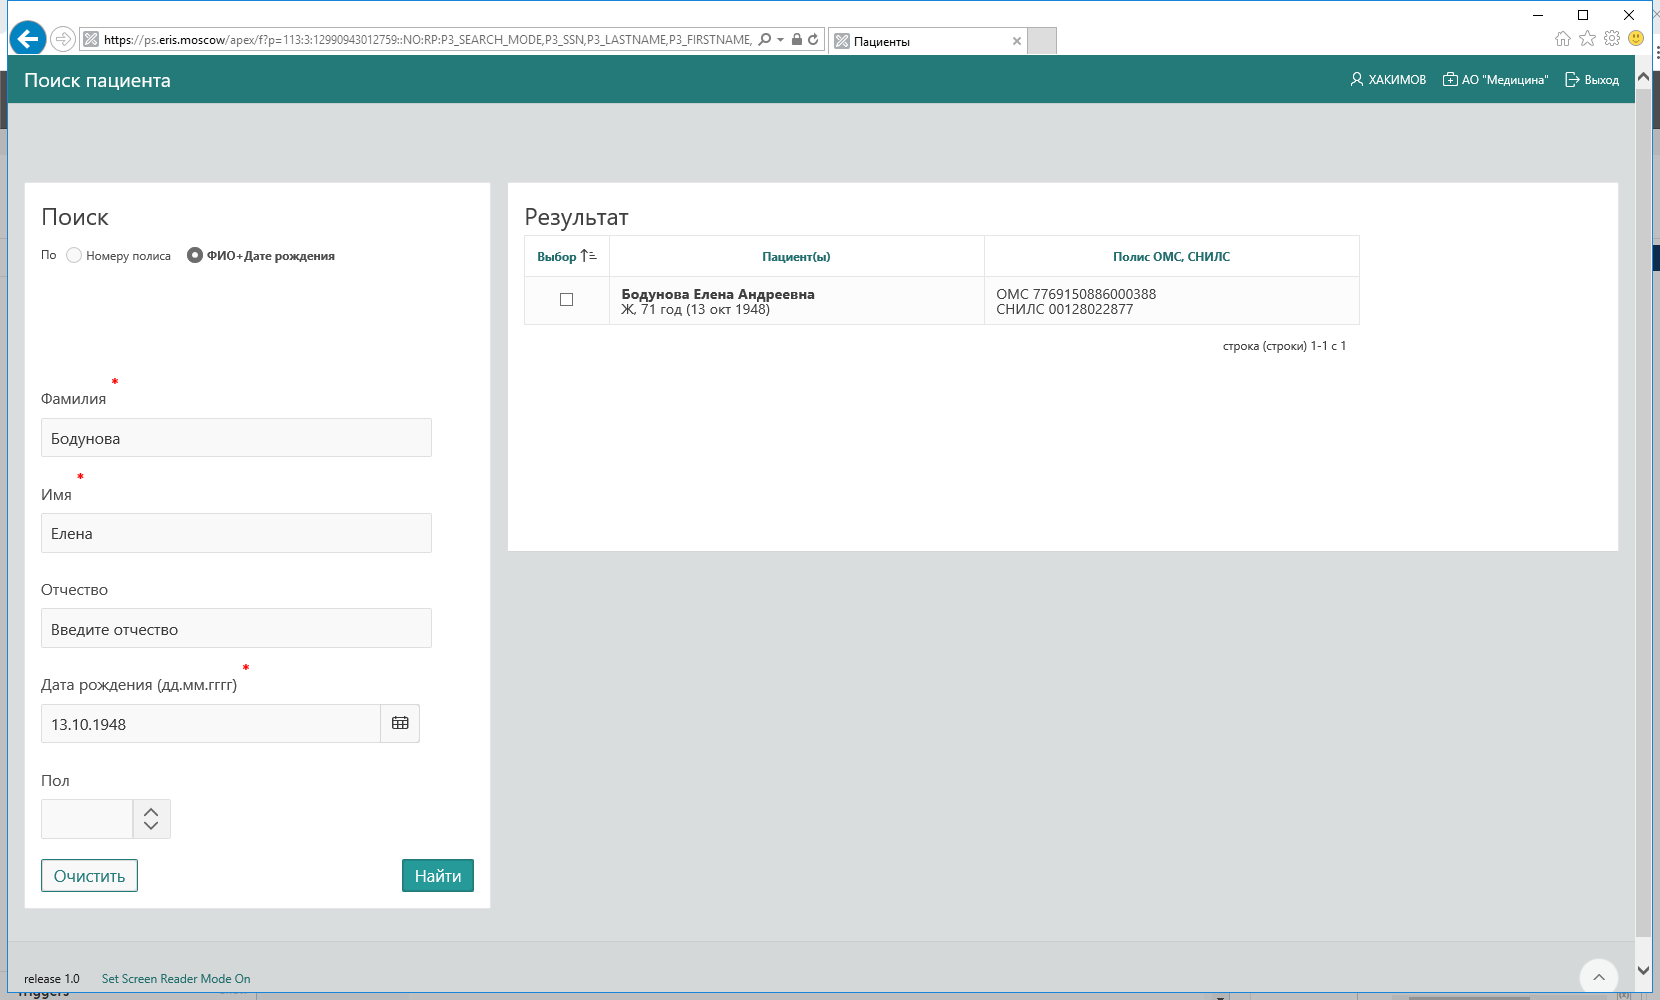 https://ps.eris.moscow/apex/f?p=113:3:12990943012759::NO:RP:P3_SEARCH_MODE,P3_SSN,P3_LASTNAME,P3_FIRSTNAME,
Пациенты
Поиск пациента
ХАКИМОВ
АО "Медицина"
Выход
Поиск
По Номеру полиса ФИО+Дате рождения
Фамилия *
Бодунова
Имя *
Елена
Отчество
Введите отчество
Дата рождения (дд.мм.гггг) *
13.10.1948
Пол
Очистить
Найти
Результат
Выбор Пациент(ы) Полис ОМС, СНИЛС
Бодунова Елена Андреевна ОМС 7769150886000388
Ж, 71 год (13 окт 1948) СНИЛС 00128022877
строка (строки) 1-1 с 1
release 1.0 Set Screen Reader Mode On